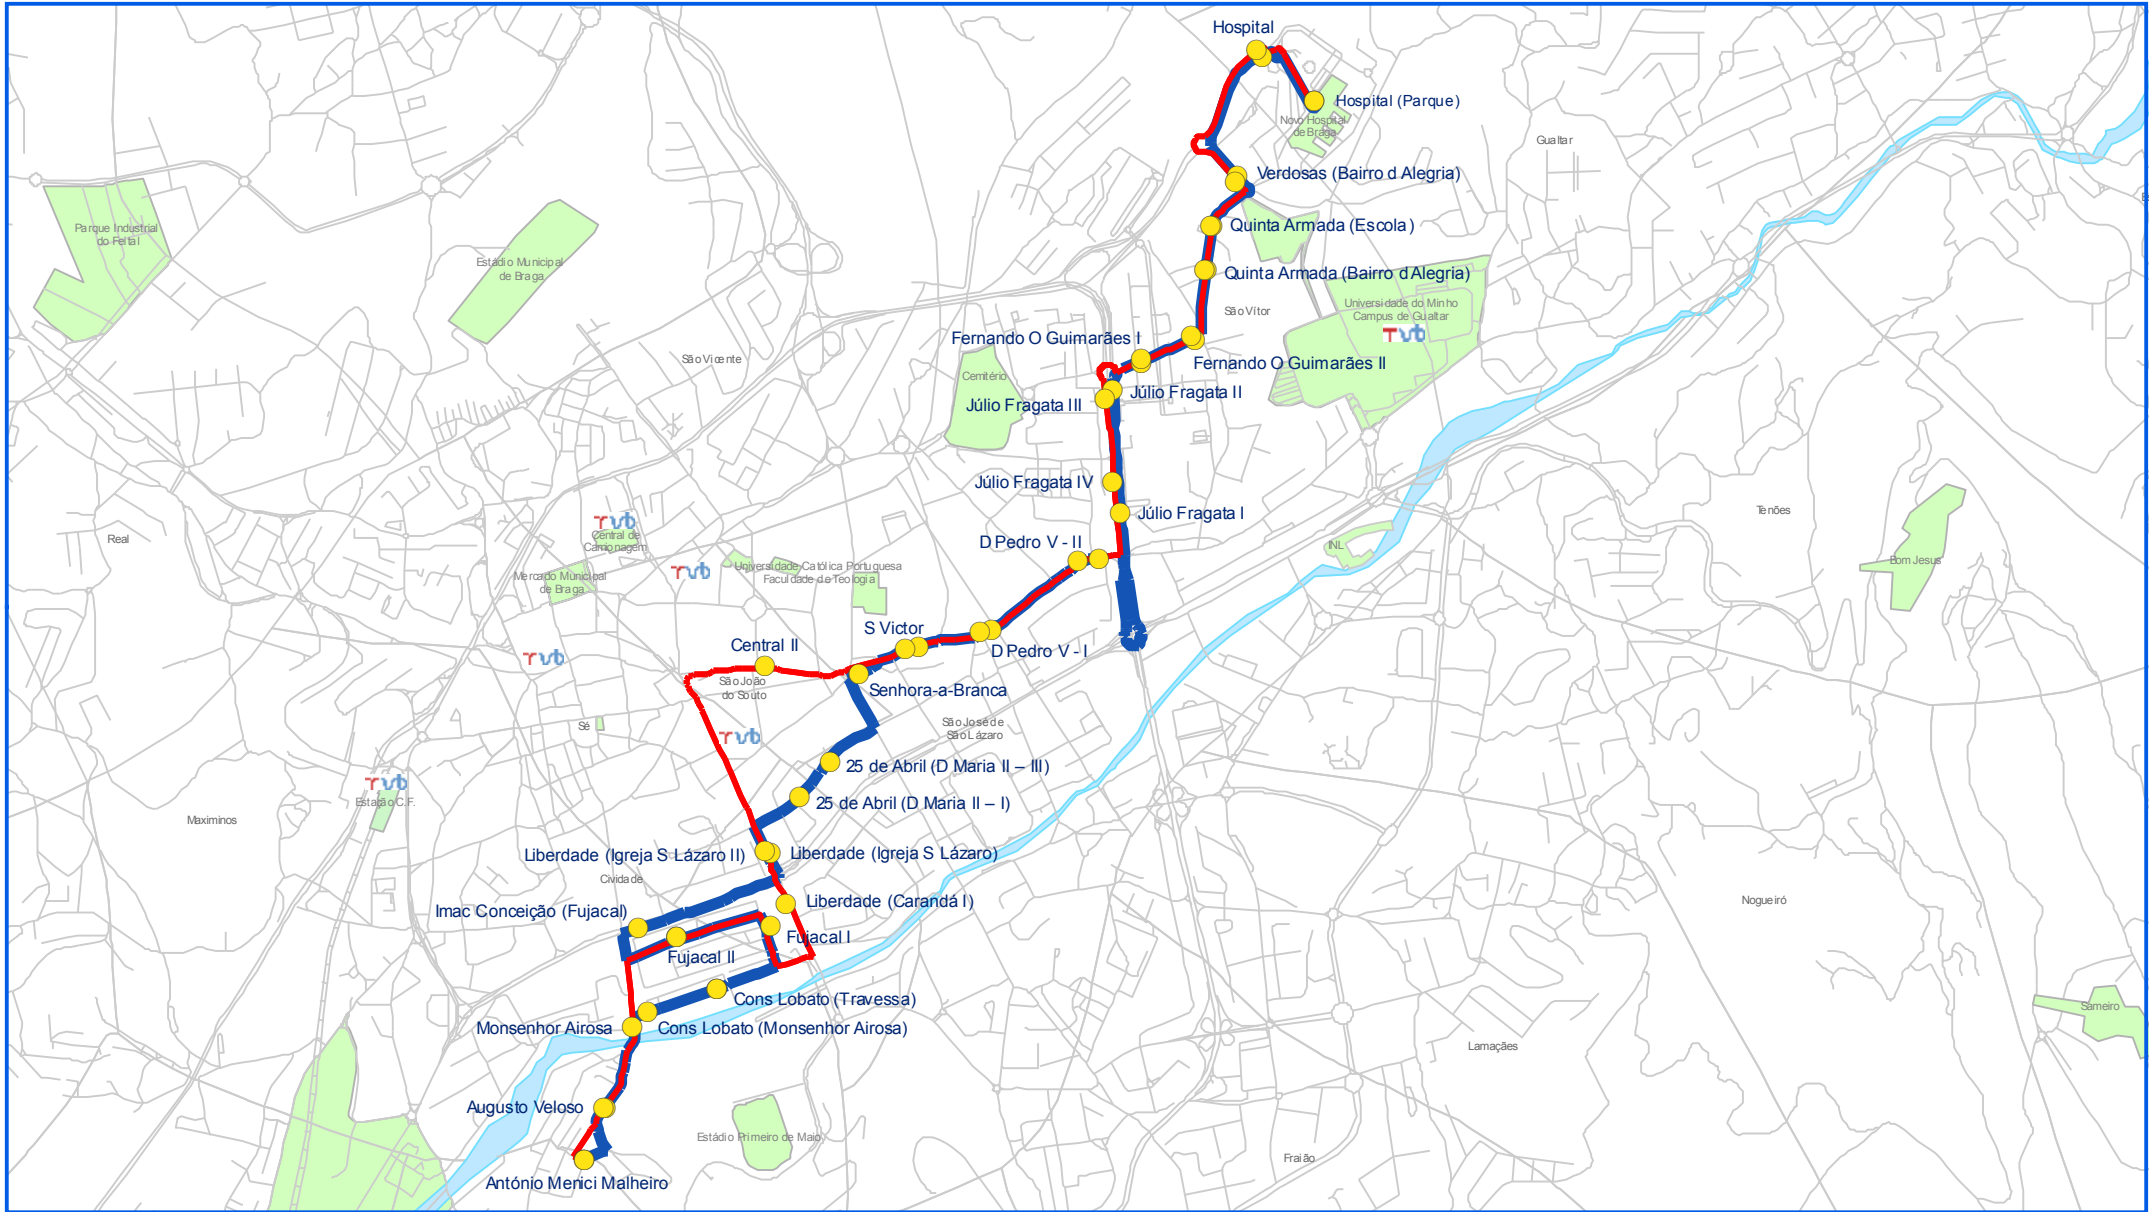 Hospital
Hospital (Parque)
Novo Hospital
de Braga
Gualtar
Verdosas (Bairro d Alegria)
Parque Industrial
do Feital
Quinta Armada (Escola)
Estádio Municipal
de Braga
Quinta Armada (Bairro d Alegria)
Universidade do Minho
Campus de Gualtar
São Vítor
TUB
Fernando O Guimarães I
São Vicente
Fernando O Guimarães II
Cemitério
Júlio Fragata II
Júlio Fragata III
Júlio Fragata IV
Júlio Fragata I
Tenões
TUB
Central de
Camionagem
Real
D Pedro V - II
INL
Bom Jesus
TUB
Universidade Católica Portuguesa
Faculdade de Teologia
Mercado Municipal
de Braga
S Victor
Central II
D Pedro V - I
TUB
São João
do Souto
Senhora-a-Branca
Sé
São José de
São Lázaro
TUB
25 de Abril (D Maria II – III)
TUB
Estação C.F.
25 de Abril (D Maria II – I)
Maximinos
Liberdade (Igreja S Lázaro II)
Liberdade (Igreja S Lázaro)
Cividade
Liberdade (Carandá I)
Nogueiró
Imac Conceição (Fujacal)
Fujacal I
Fujacal II
Cons Lobato (Travessa)
Sameiro
Monsenhor Airosa
Cons Lobato (Monsenhor Airosa)
Lamaçães
Augusto Veloso
Estádio Primeiro de Maio
Fraião
António Menici Malheiro